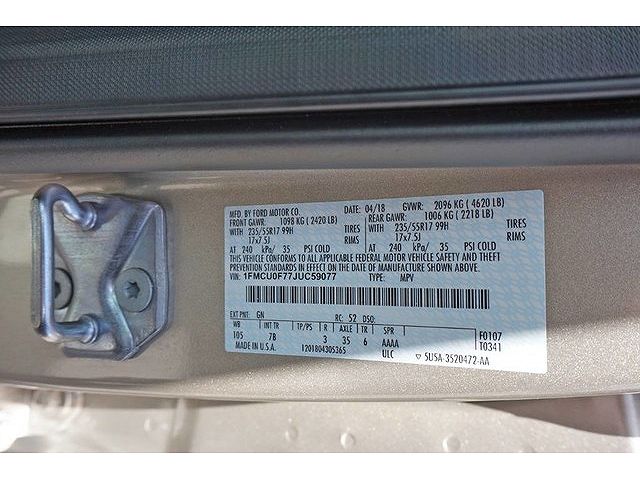 MFD. BY FORD MOTOR CO. DATE: 04/18 GVWR: 2096 KG ( 4620 LB)
FRONT GAWR: 1098 KG ( 2420 LB) REAR GAWR: 1006 KG ( 2218 LB)
WITH 235/55R17 99H TIRES WITH 235/55R17 99H TIRES
17x7.5J RIMS 17x7.5J RIMS
AT 240 kPa/ 35 PSI COLD AT 240 kPa/ 35 PSI COLD
THIS VEHICLE CONFORMS TO ALL APPLICABLE FEDERAL MOTOR VEHICLE SAFETY AND THEFT
PREVENTION STANDARDS IN EFFECT ON THE DATE OF MANUFACTURE SHOWN ABOVE.
VIN: 1FMCU0F77JUC59077 TYPE: MPV
EXT PNT: GN RC: 52 DSO:
WB INT TR TP/PS R AXLE TR SPR F0107
105 7B 3 35 6 AAAA T0341
MADE IN U.S.A. 1201804305365 ULC 5USA-3520472-AA